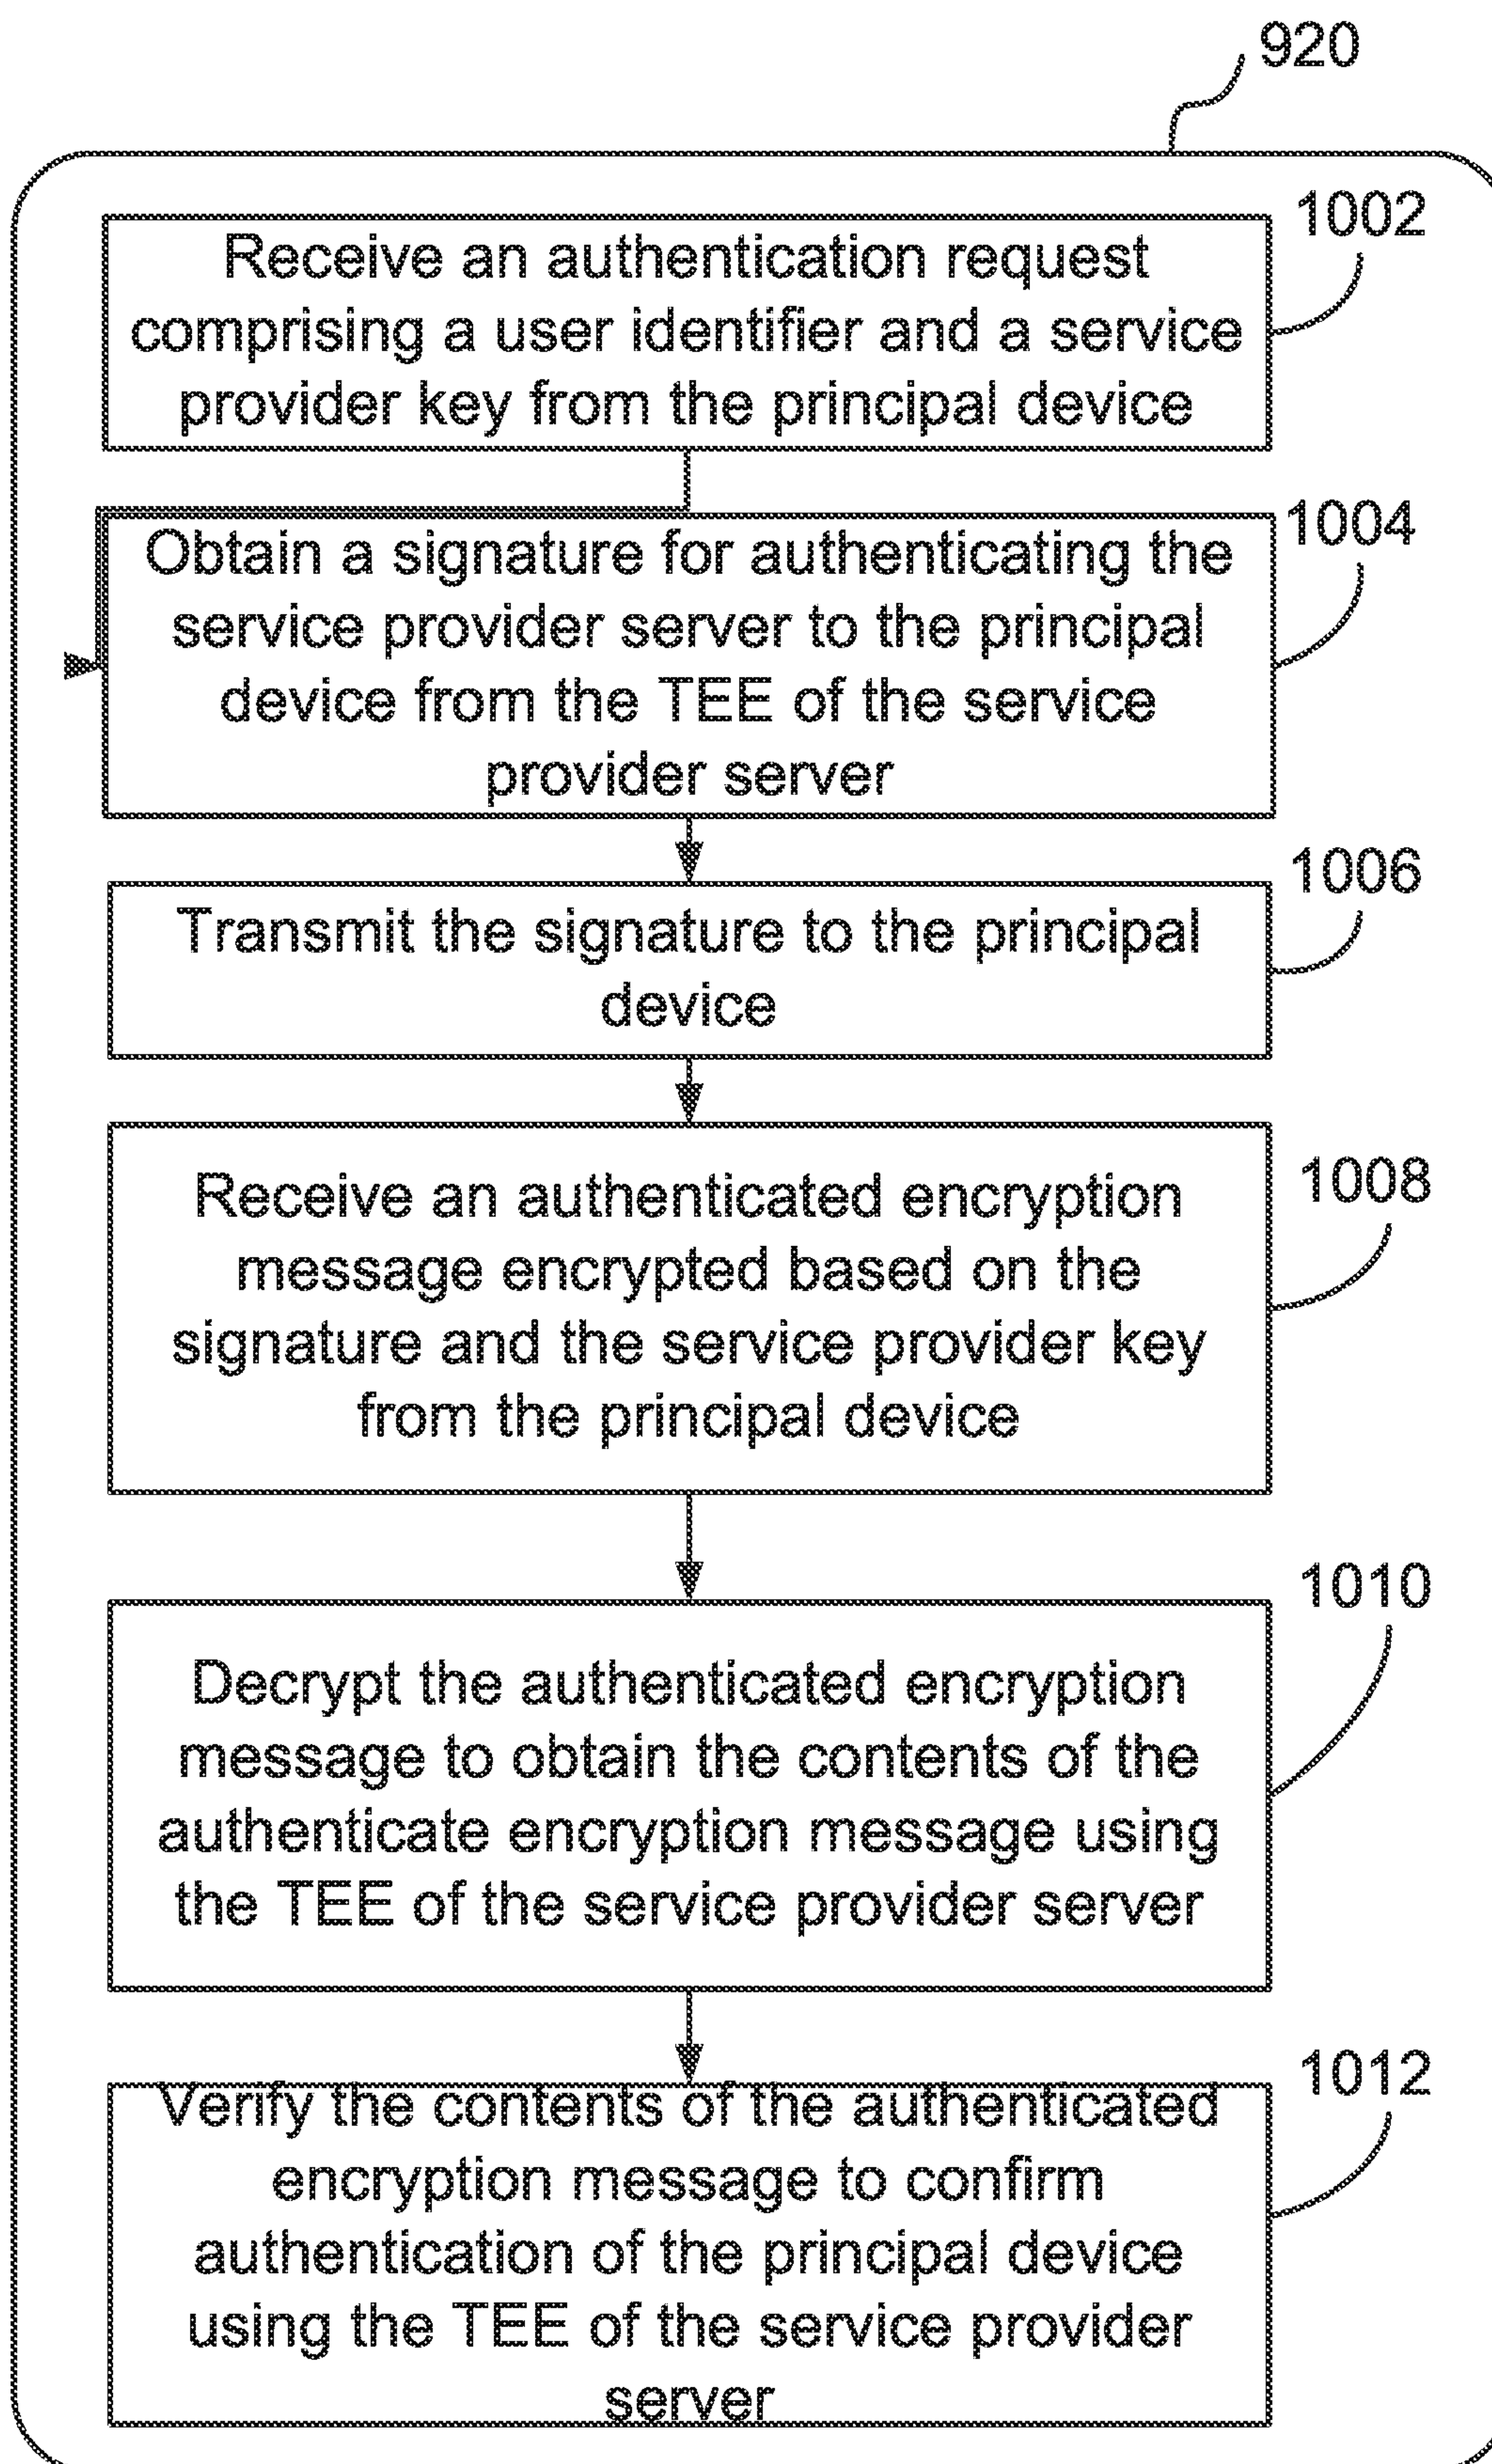 920
1002
Receive an authentication request
comprising a user identifier and a service
provider key from the principal device
1004
Obtain a signature for authenticating the
service provider server to the principal
device from the TEE of the service
provider server
1006
Transmit the signature to the principal
device
1008
Receive an authenticated encryption
message encrypted based on the
signature and the service provider key
from the principal device
1010
Decrypt the authenticated encryption
message to obtain the contents of the
authenticate encryption message using
the TEE of the service provider server
1012
Verify the contents of the authenticated
encryption message to confirm
authentication of the principal device
using the TEE of the service provider
server